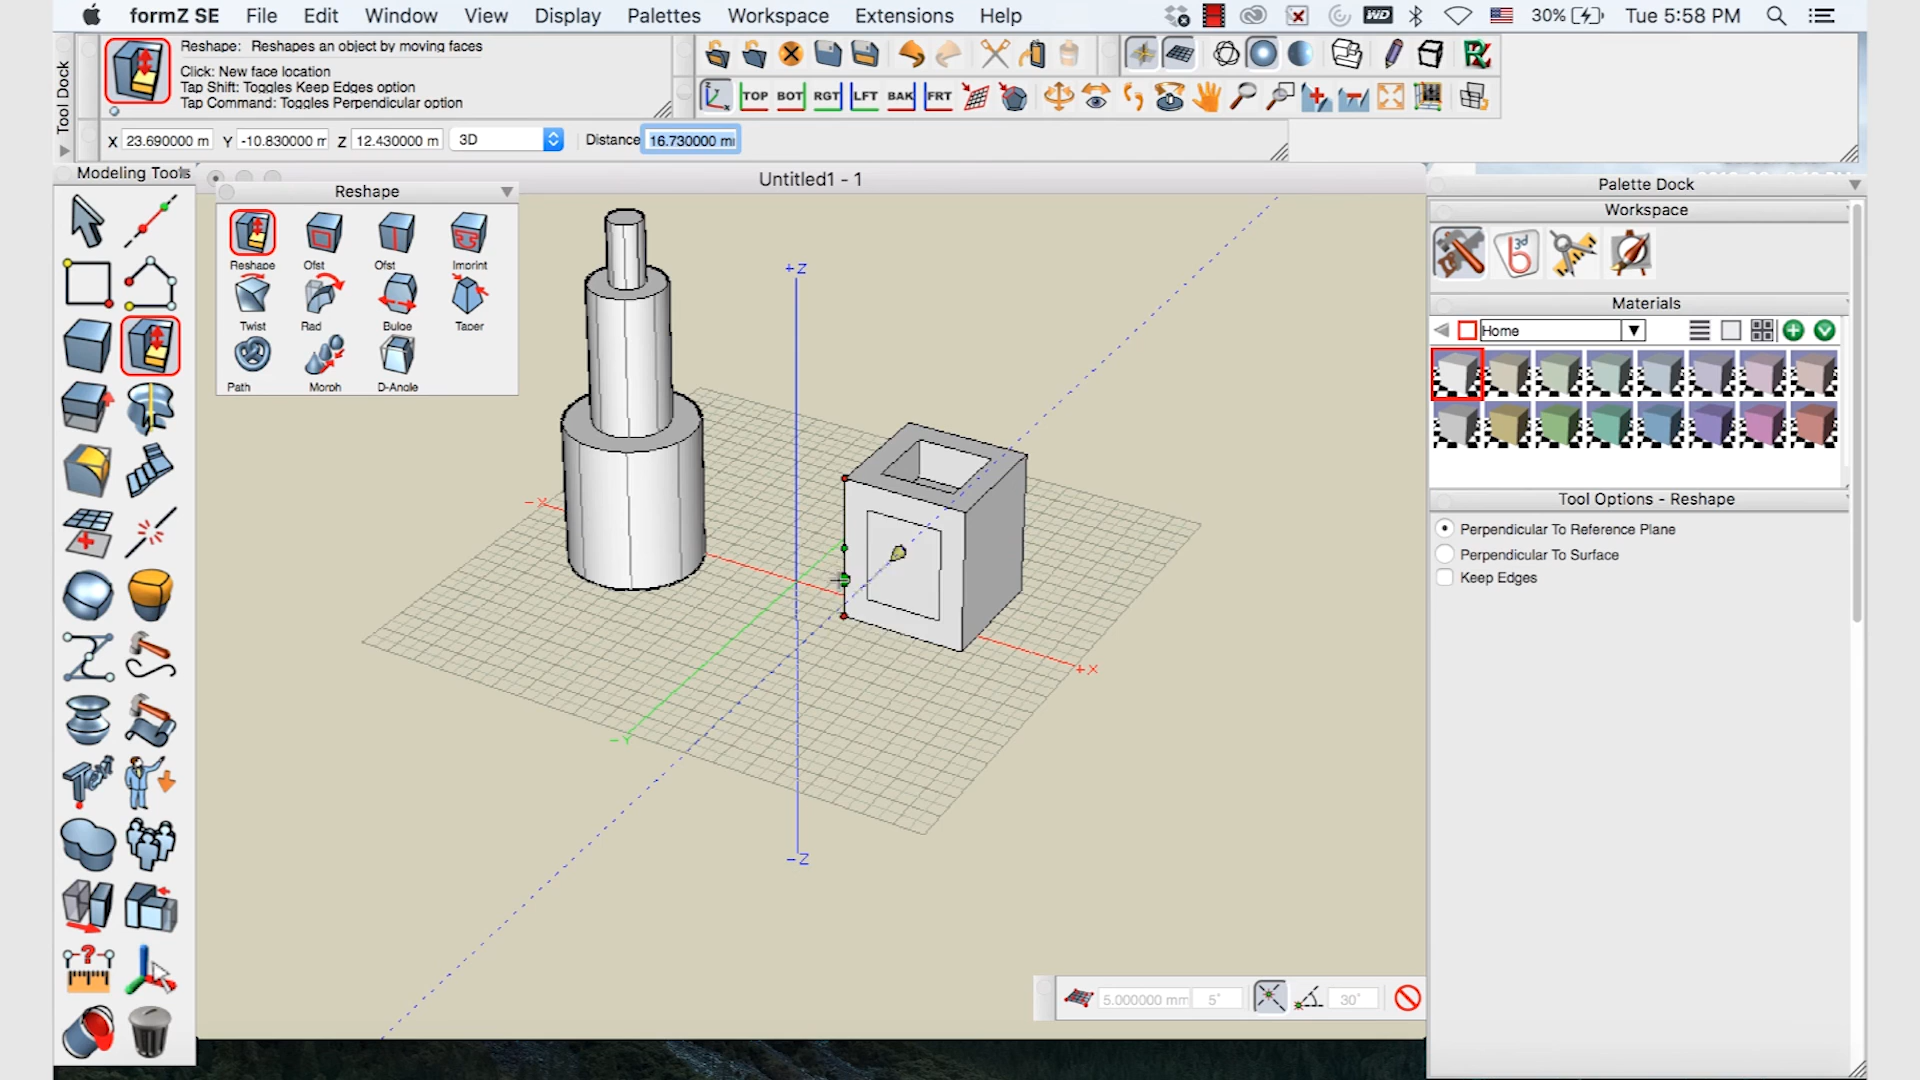 formZ SE File Edit Window View Display Palettes Workspace Extensions Help WD 30% Tue 5:58 PM
Tool Dock
Reshape: Reshapes an object by moving faces
Click: New face location
Tap Shift: Toggles Keep Edges option
Tap Command: Toggles Perpendicular option
TOP BOT RGT LFT BAK FRT
X 23.690000 m Y -10.830000 m Z 12.430000 m 3D Distance 16.730000 m
Modeling Tools
Untitled1 - 1
Reshape
Reshape Ofst Ofst Imprint
Twist Rad Bulge Taper
Path Morph D-Angle
+Z
-X
+X
-Y
-Z
5.000000 mm 5° 30°
Palette Dock
Workspace
3d
Materials
Home
Tool Options - Reshape
Perpendicular To Reference Plane
Perpendicular To Surface
Keep Edges